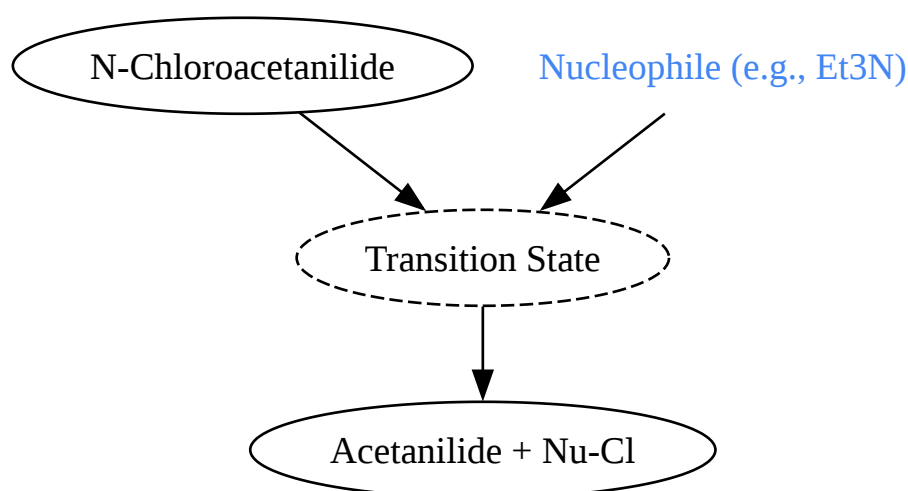 N-Chloroacetanilide
Nucleophile (e.g., Et3N)
Transition State
Acetanilide + Nu-Cl